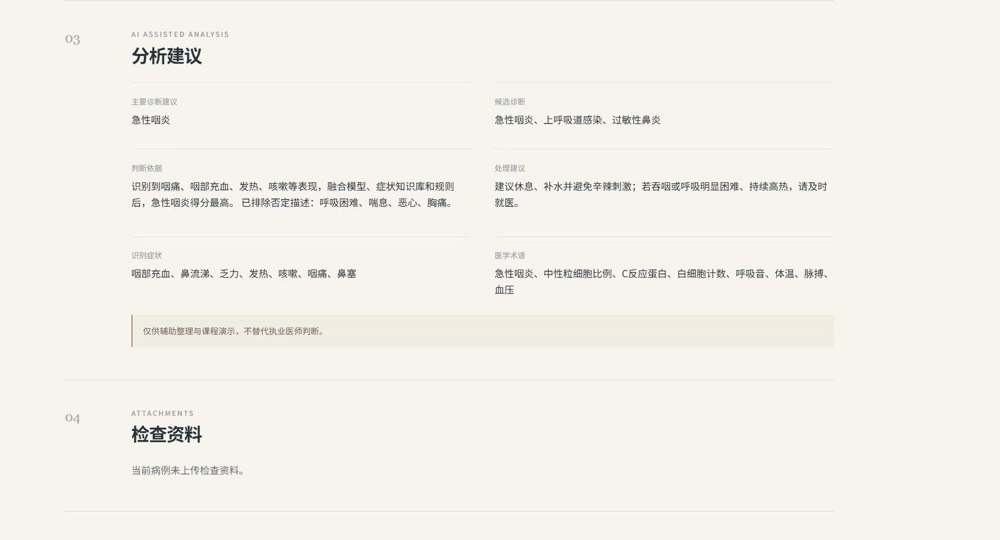 03
AI ASSISTED ANALYSIS
分析建议
主要诊断建议
急性咽炎
候选诊断
急性咽炎、上呼吸道感染、过敏性鼻炎
判断依据
识别到咽痛、咽部充血、发热、咳嗽等表现，融合模型、症状知识库和规则
后，急性咽炎得分最高。 已排除否定描述：呼吸困难、喘息、恶心、胸痛。
处理建议
建议休息、补水并避免辛辣刺激；若吞咽或呼吸明显困难、持续高热，请及时
就医。
识别症状
咽部充血、鼻流涕、乏力、发热、咳嗽、咽痛、鼻塞
医学术语
急性咽炎、中性粒细胞比例、C反应蛋白、白细胞计数、呼吸音、体温、脉搏、
血压
仅供辅助整理与课程演示，不替代执业医师判断。
04
ATTACHMENTS
检查资料
当前病例未上传检查资料。